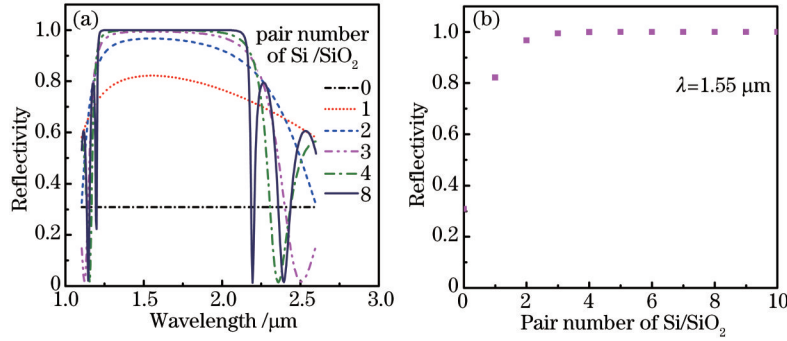 (a)
pair number
of Si /SiO₂
0
1
2
3
4
8
Reflectivity
1.0
0.8
0.6
0.4
0.2
0
1.0 1.5 2.0 2.5 3.0
Wavelength /μm
(b)
λ=1.55 μm
Reflectivity
1.0
0.8
0.6
0.4
0.2
0
0 2 4 6 8 10
Pair number of Si/SiO₂